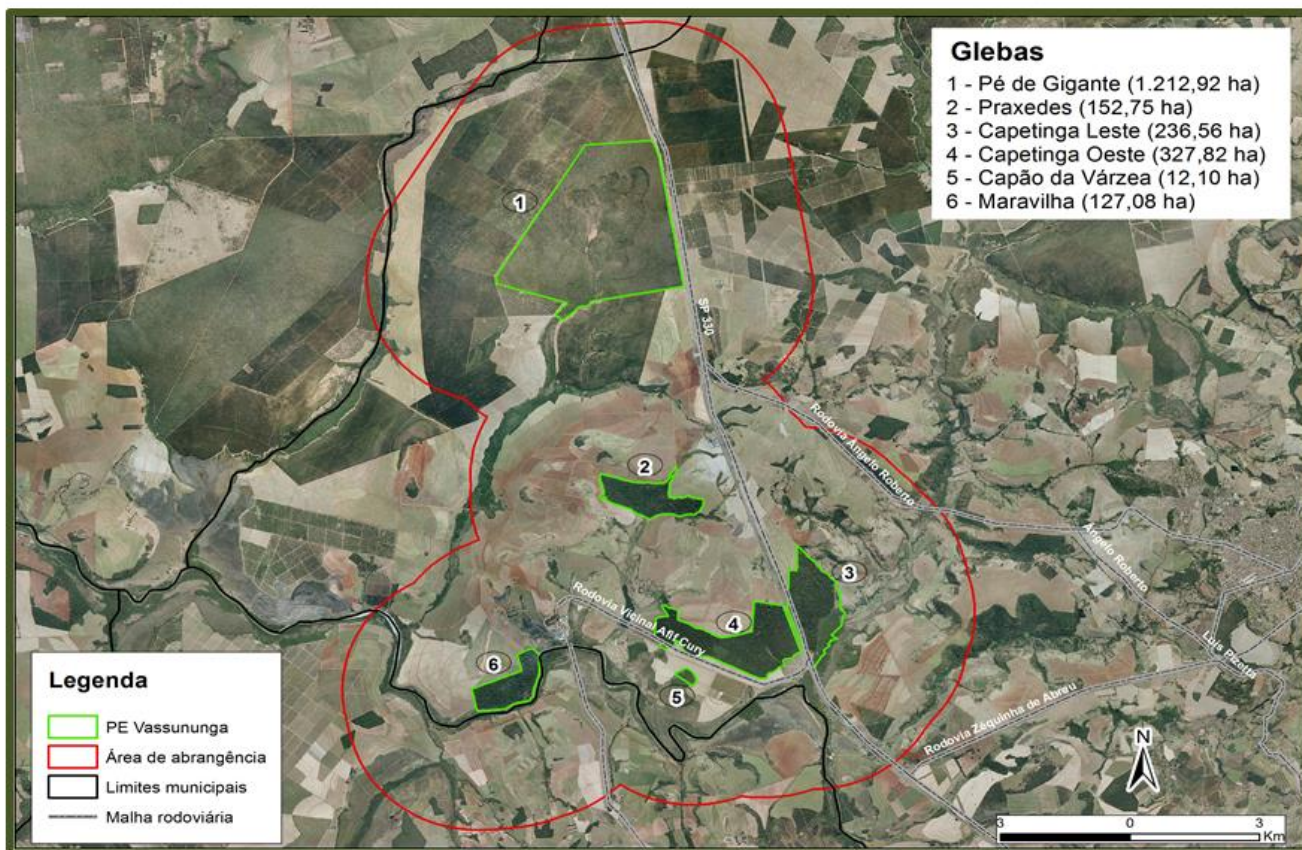 Glebas
1 - Pé de Gigante (1.212,92 ha)
2 - Praxedes (152,75 ha)
3 - Capetinga Leste (236,56 ha)
4 - Capetinga Oeste (327,82 ha)
5 - Capão da Várzea (12,10 ha)
6 - Maravilha (127,08 ha)
1
SP 330
Rodovia Ângelo Roberto
2
Ângelo Roberto
3
Rodovia Vicinal Afif Cury
4
Luís Pizetta
6
5
Rodovia Zéquinha de Abreu
Legenda
PE Vassununga
Área de abrangência
Limites municipais
Malha rodoviária
N
3 0 3
Km